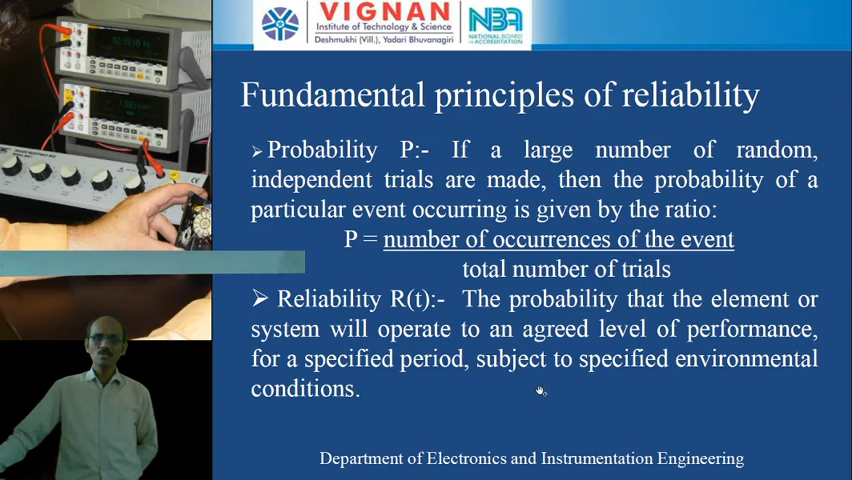 VIGNAN
Institute of Technology & Science
Deshmukhi (Vill.), Yadari Bhuvanagiri
NBA
NATIONAL BOARD
OF ACCREDITATION
Fundamental principles of reliability
➢ Probability P:- If a large number of random,
independent trials are made, then the probability of a
particular event occurring is given by the ratio:
P = number of occurrences of the event
total number of trials
➢ Reliability R(t):- The probability that the element or
system will operate to an agreed level of performance,
for a specified period, subject to specified environmental
conditions.
Department of Electronics and Instrumentation Engineering